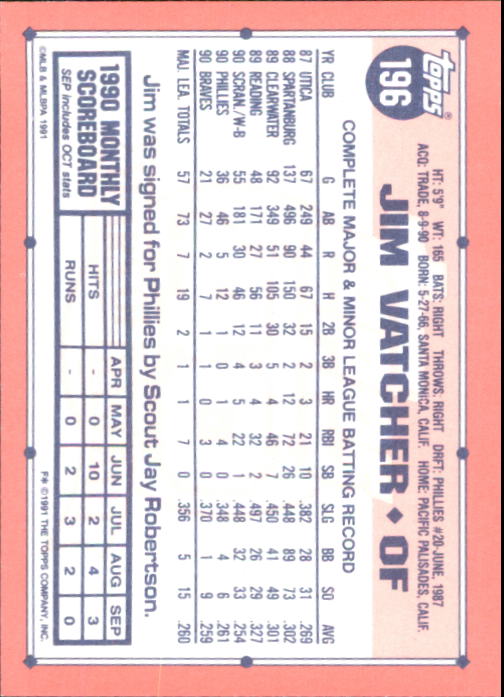 topps®
196
HT: 5'9" WT: 165 BATS: RIGHT THROWS: RIGHT DRFT: PHILLIES #20-JUNE, 1987
ACQ: TRADE, 8-9-90 BORN: 5-27-66, SANTA MONICA, CALIF. HOME: PACIFIC PALISADES, CALIF.
JIM VATCHER ♦ OF
COMPLETE MAJOR & MINOR LEAGUE BATTING RECORD
YR CLUB G AB R H 2B 3B HR RBI SB SLG BB SO AVG
87 UTICA 67 249 44 67 15 2 3 21 10 .382 28 31 .269
88 SPARTANBURG 137 496 90 150 32 2 12 72 26 .448 89 73 .302
89 CLEARWATER 92 349 51 105 30 5 4 46 7 .450 41 49 .301
89 READING 48 171 27 56 11 3 4 32 2 .497 26 29 .327
90 SCRAN./W-B 55 181 30 46 12 4 5 22 1 .448 32 33 .254
90 PHILLIES 36 46 5 12 1 0 1 4 0 .348 4 6 .261
90 BRAVES 21 27 2 7 1 1 0 3 0 .370 1 9 .259
MAJ. LEA. TOTALS 57 73 7 19 2 1 1 7 0 .356 5 15 .260
Jim was signed for Phillies by Scout Jay Robertson.
1990 MONTHLY
SCOREBOARD
SEP includes OCT stats
APR MAY JUN JUL AUG SEP
HITS - 0 10 2 4 3
RUNS - 0 2 3 2 0
©MLB & MLBPA 1991
F* ©1991 THE TOPPS COMPANY, INC.